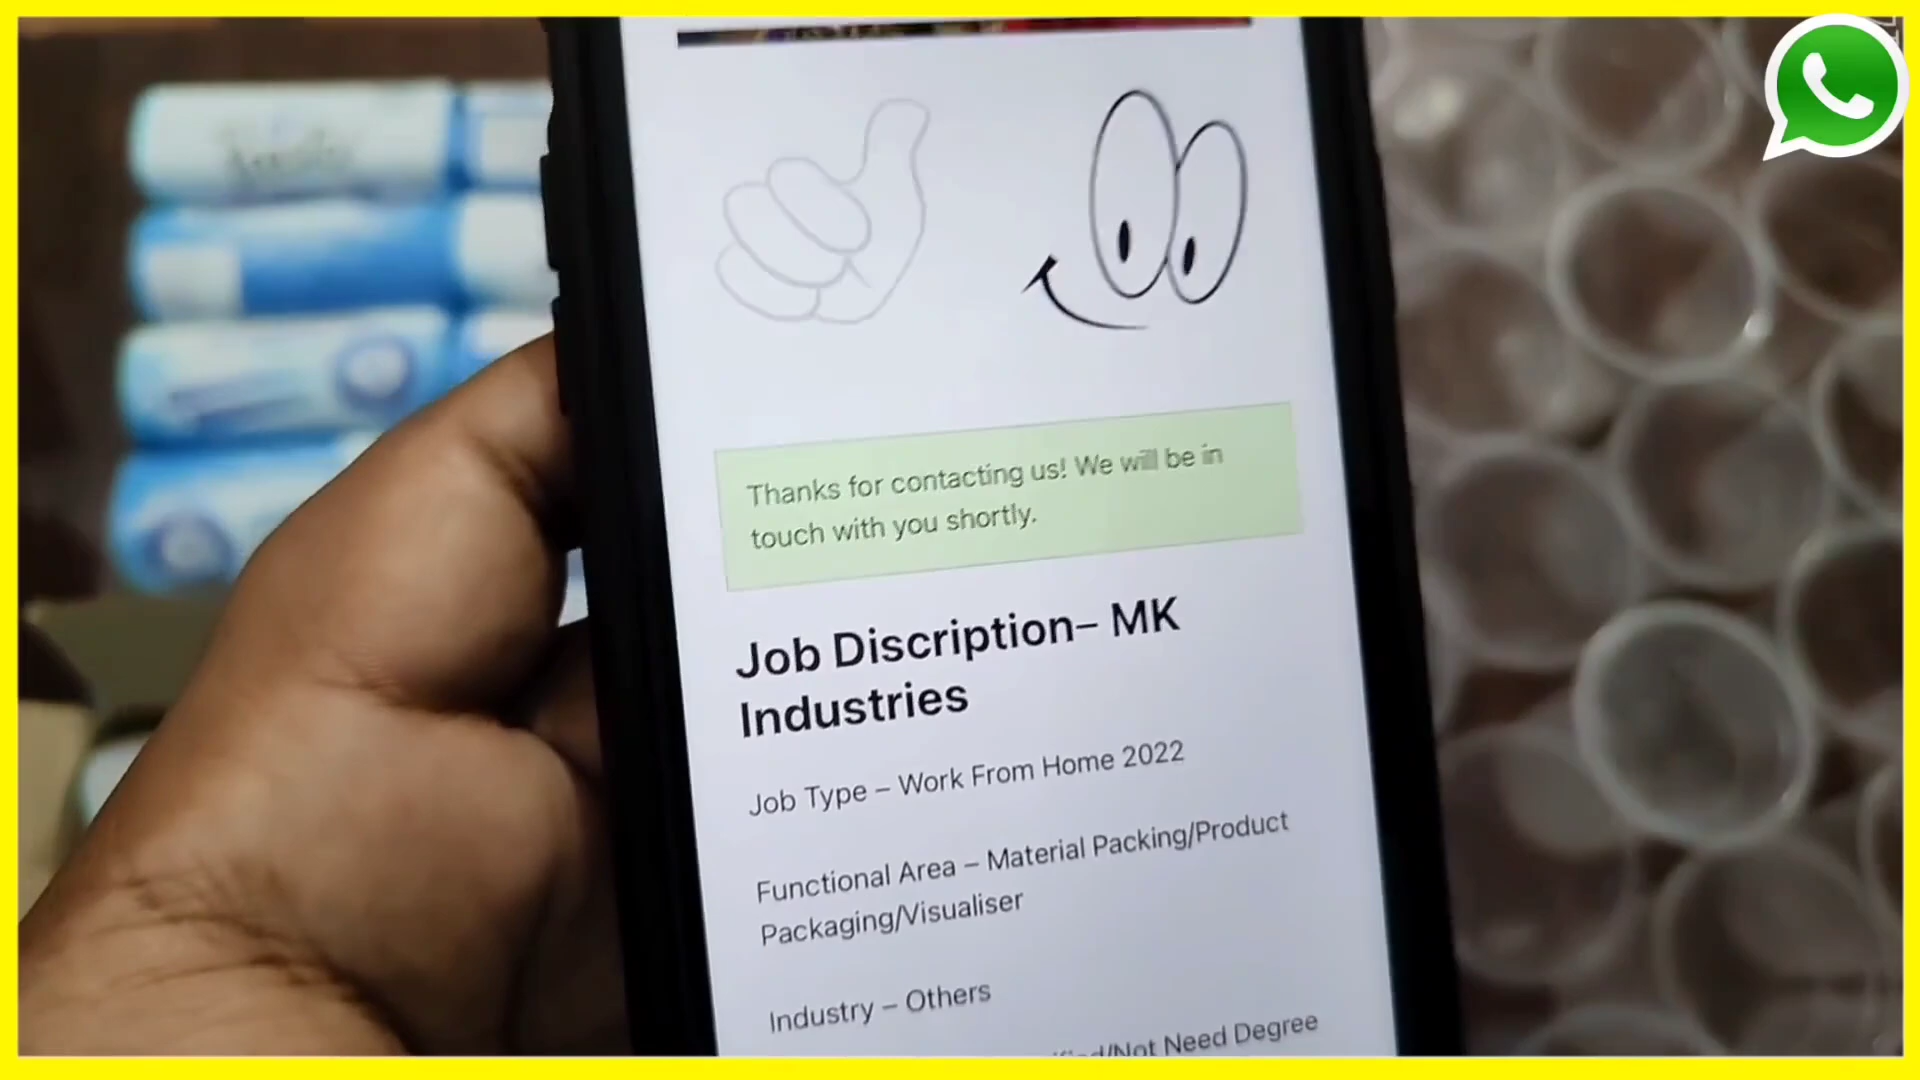 Thanks for contacting us! We will be in
touch with you shortly.
Job Discription– MK
Industries
Job Type – Work From Home 2022
Functional Area – Material Packing/Product
Packaging/Visualiser
Industry – Others
Not Need Degree